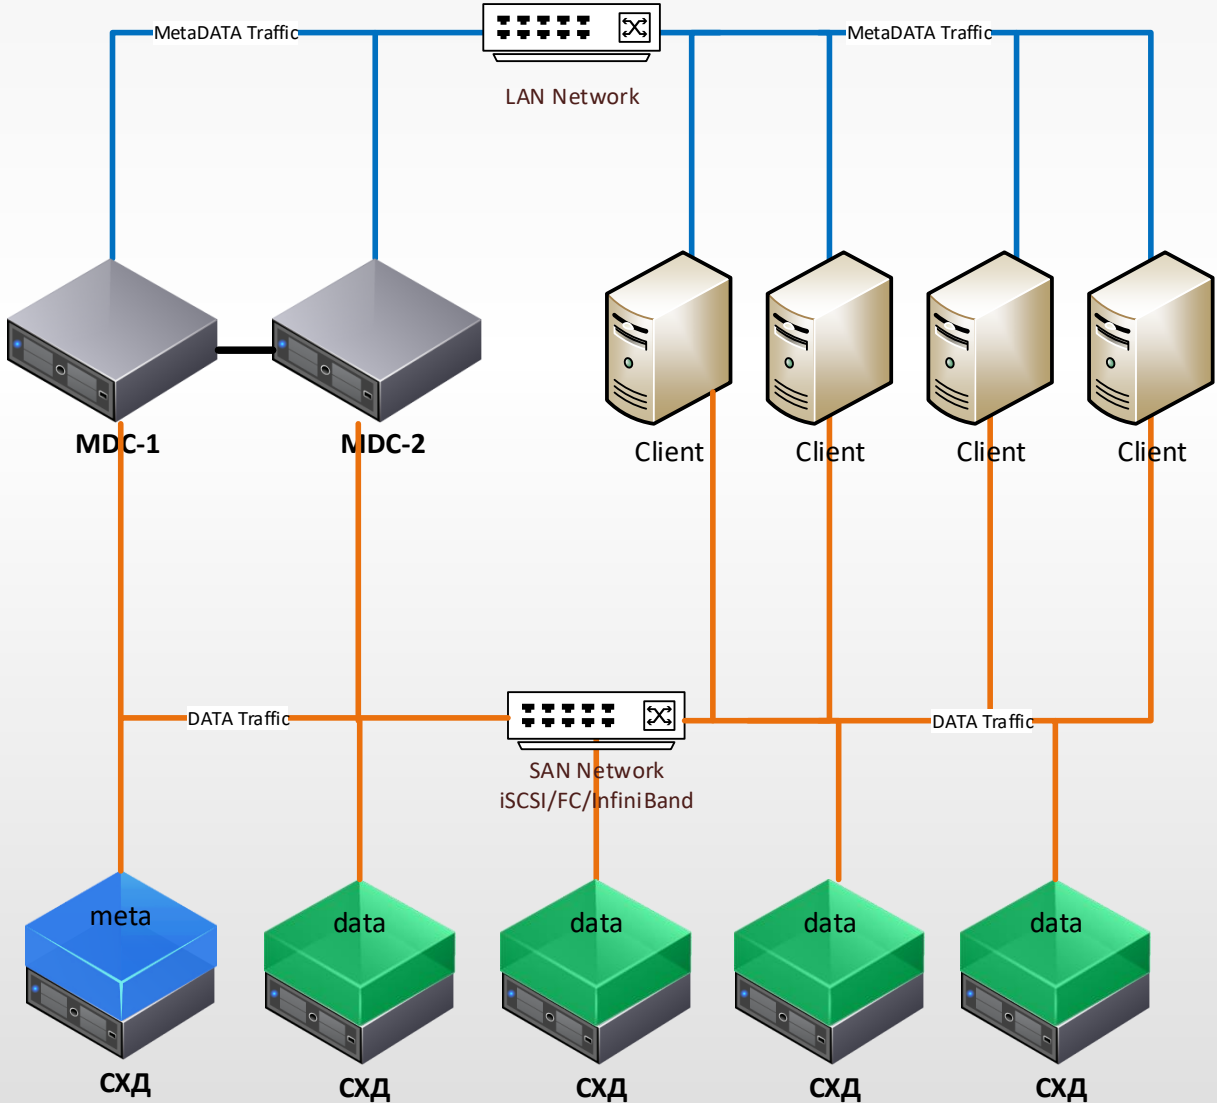 MetaDATA Traffic
MetaDATA Traffic
LAN Network
MDC-1
MDC-2
Client
Client
Client
Client
DATA Traffic
DATA Traffic
SAN Network
iSCSI/FC/InfiniBand
meta
data
data
data
data
СХД
СХД
СХД
СХД
СХД